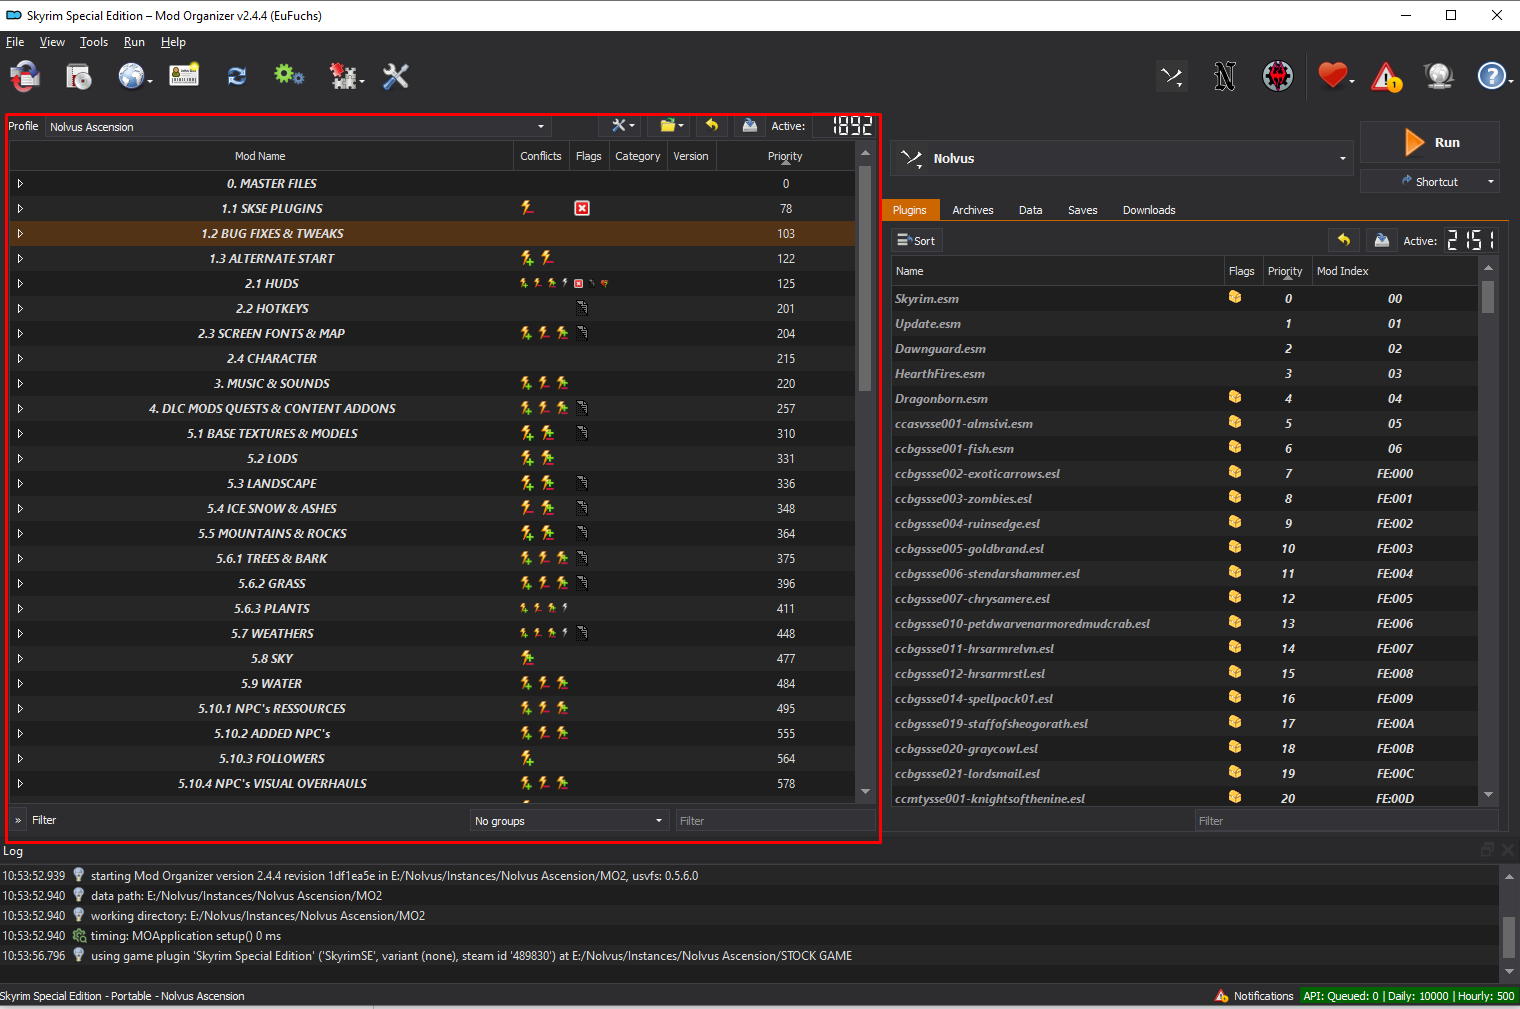 Skyrim Special Edition – Mod Organizer v2.4.4 (EuFuchs)
File View Tools Run Help
N
1
Profile Nolvus Ascension Active: 1892
Mod Name Conflicts Flags Category Version Priority
0. MASTER FILES 0
1.1 SKSE PLUGINS 78
1.2 BUG FIXES & TWEAKS 103
1.3 ALTERNATE START 122
2.1 HUDS 125
2.2 HOTKEYS 201
2.3 SCREEN FONTS & MAP 204
2.4 CHARACTER 215
3. MUSIC & SOUNDS 220
4. DLC MODS QUESTS & CONTENT ADDONS 257
5.1 BASE TEXTURES & MODELS 310
5.2 LODS 331
5.3 LANDSCAPE 336
5.4 ICE SNOW & ASHES 348
5.5 MOUNTAINS & ROCKS 364
5.6.1 TREES & BARK 375
5.6.2 GRASS 396
5.6.3 PLANTS 411
5.7 WEATHERS 448
5.8 SKY 477
5.9 WATER 484
5.10.1 NPC's RESSOURCES 495
5.10.2 ADDED NPC's 555
5.10.3 FOLLOWERS 564
5.10.4 NPC's VISUAL OVERHAULS 578
» Filter No groups Filter
Nolvus
Run
Shortcut
Plugins Archives Data Saves Downloads
Sort Active: 2151
Name Flags Priority Mod Index
Skyrim.esm 0 00
Update.esm 1 01
Dawnguard.esm 2 02
HearthFires.esm 3 03
Dragonborn.esm 4 04
ccasvsse001-almsivi.esm 5 05
ccbgssse001-fish.esm 6 06
ccbgssse002-exoticarrows.esl 7 FE:000
ccbgssse003-zombies.esl 8 FE:001
ccbgssse004-ruinsedge.esl 9 FE:002
ccbgssse005-goldbrand.esl 10 FE:003
ccbgssse006-stendarshammer.esl 11 FE:004
ccbgssse007-chrysamere.esl 12 FE:005
ccbgssse010-petdwarvenarmoredmudcrab.esl 13 FE:006
ccbgssse011-hrsarmrelvn.esl 14 FE:007
ccbgssse012-hrsarmrstl.esl 15 FE:008
ccbgssse014-spellpack01.esl 16 FE:009
ccbgssse019-staffofsheogorath.esl 17 FE:00A
ccbgssse020-graycowl.esl 18 FE:00B
ccbgssse021-lordsmail.esl 19 FE:00C
ccmtysse001-knightsofthenine.esl 20 FE:00D
Filter
Log
10:53:52.939 starting Mod Organizer version 2.4.4 revision 1df1ea5e in E:/Nolvus/Instances/Nolvus Ascension/MO2, usvfs: 0.5.6.0
10:53:52.940 data path: E:/Nolvus/Instances/Nolvus Ascension/MO2
10:53:52.940 working directory: E:/Nolvus/Instances/Nolvus Ascension/MO2
10:53:52.940 timing: MOApplication setup() 0 ms
10:53:56.796 using game plugin 'Skyrim Special Edition' ('SkyrimSE', variant (none), steam id '489830') at E:/Nolvus/Instances/Nolvus Ascension/STOCK GAME
Skyrim Special Edition - Portable - Nolvus Ascension Notifications API: Queued: 0 | Daily: 10000 | Hourly: 500